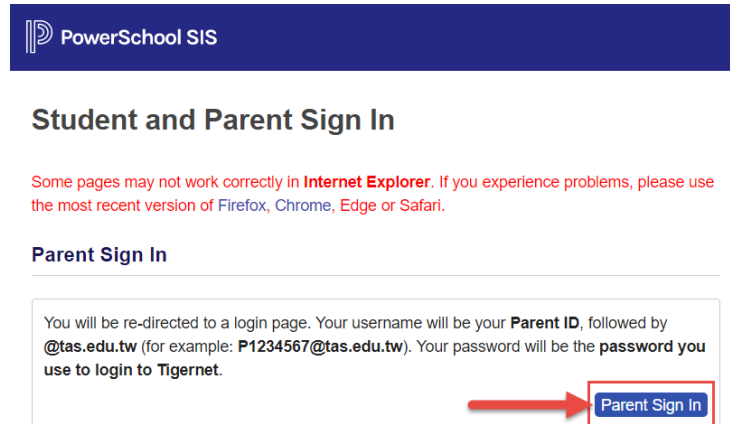 PowerSchool SIS
Student and Parent Sign In
Some pages may not work correctly in Internet Explorer. If you experience problems, please use
the most recent version of Firefox, Chrome, Edge or Safari.
Parent Sign In
You will be re-directed to a login page. Your username will be your Parent ID, followed by
@tas.edu.tw (for example: P1234567@tas.edu.tw). Your password will be the password you
use to login to Tigernet.
Parent Sign In